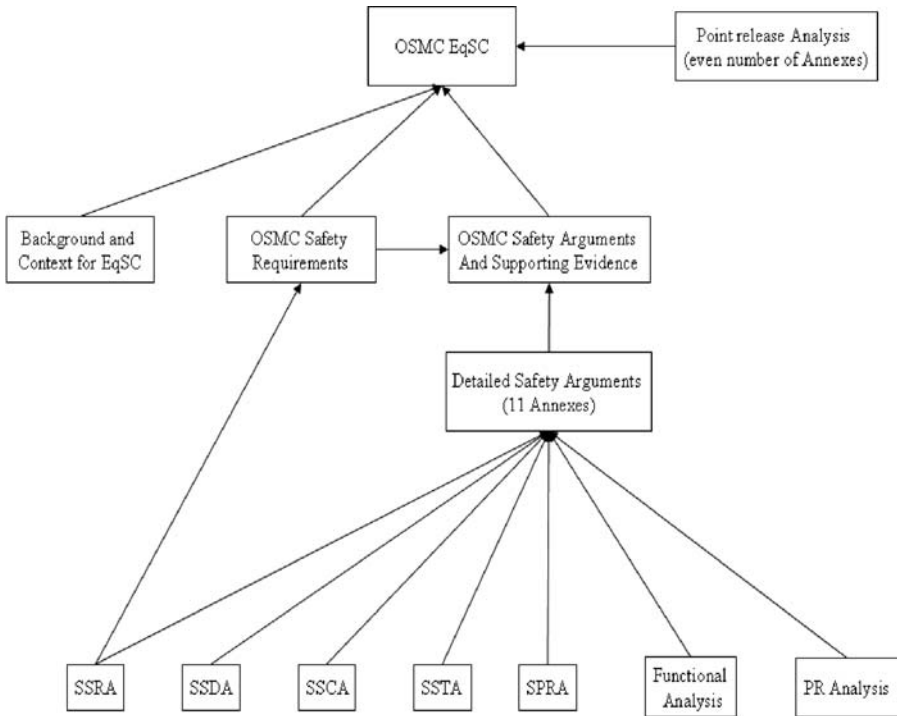 OSMC EqSC
Point release Analysis
(even number of Annexes)
Background and
Context for EqSC
OSMC Safety
Requirements
OSMC Safety Arguments
And Supporting Evidence
Detailed Safety Arguments
(11 Annexes)
SSRA
SSDA
SSCA
SSTA
SPRA
Functional
Analysis
PR Analysis